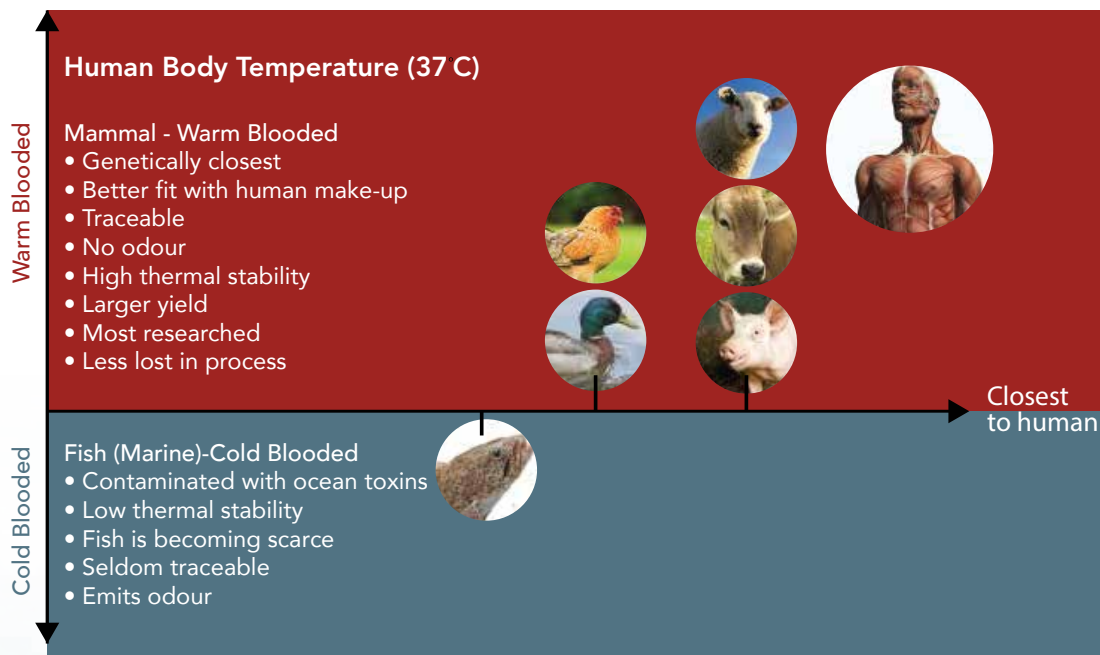 Human Body Temperature (37°C)
Warm Blooded
Mammal - Warm Blooded
• Genetically closest
• Better fit with human make-up
• Traceable
• No odour
• High thermal stability
• Larger yield
• Most researched
• Less lost in process
Closest
to human
Cold Blooded
Fish (Marine)-Cold Blooded
• Contaminated with ocean toxins
• Low thermal stability
• Fish is becoming scarce
• Seldom traceable
• Emits odour